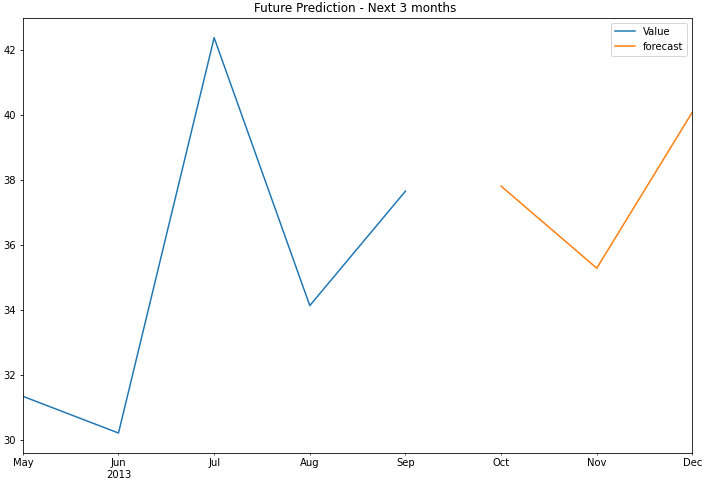 Future Prediction - Next 3 months
Value
forecast
42
40
38
36
34
32
30
May Jun Jul Aug Sep Oct Nov Dec
2013